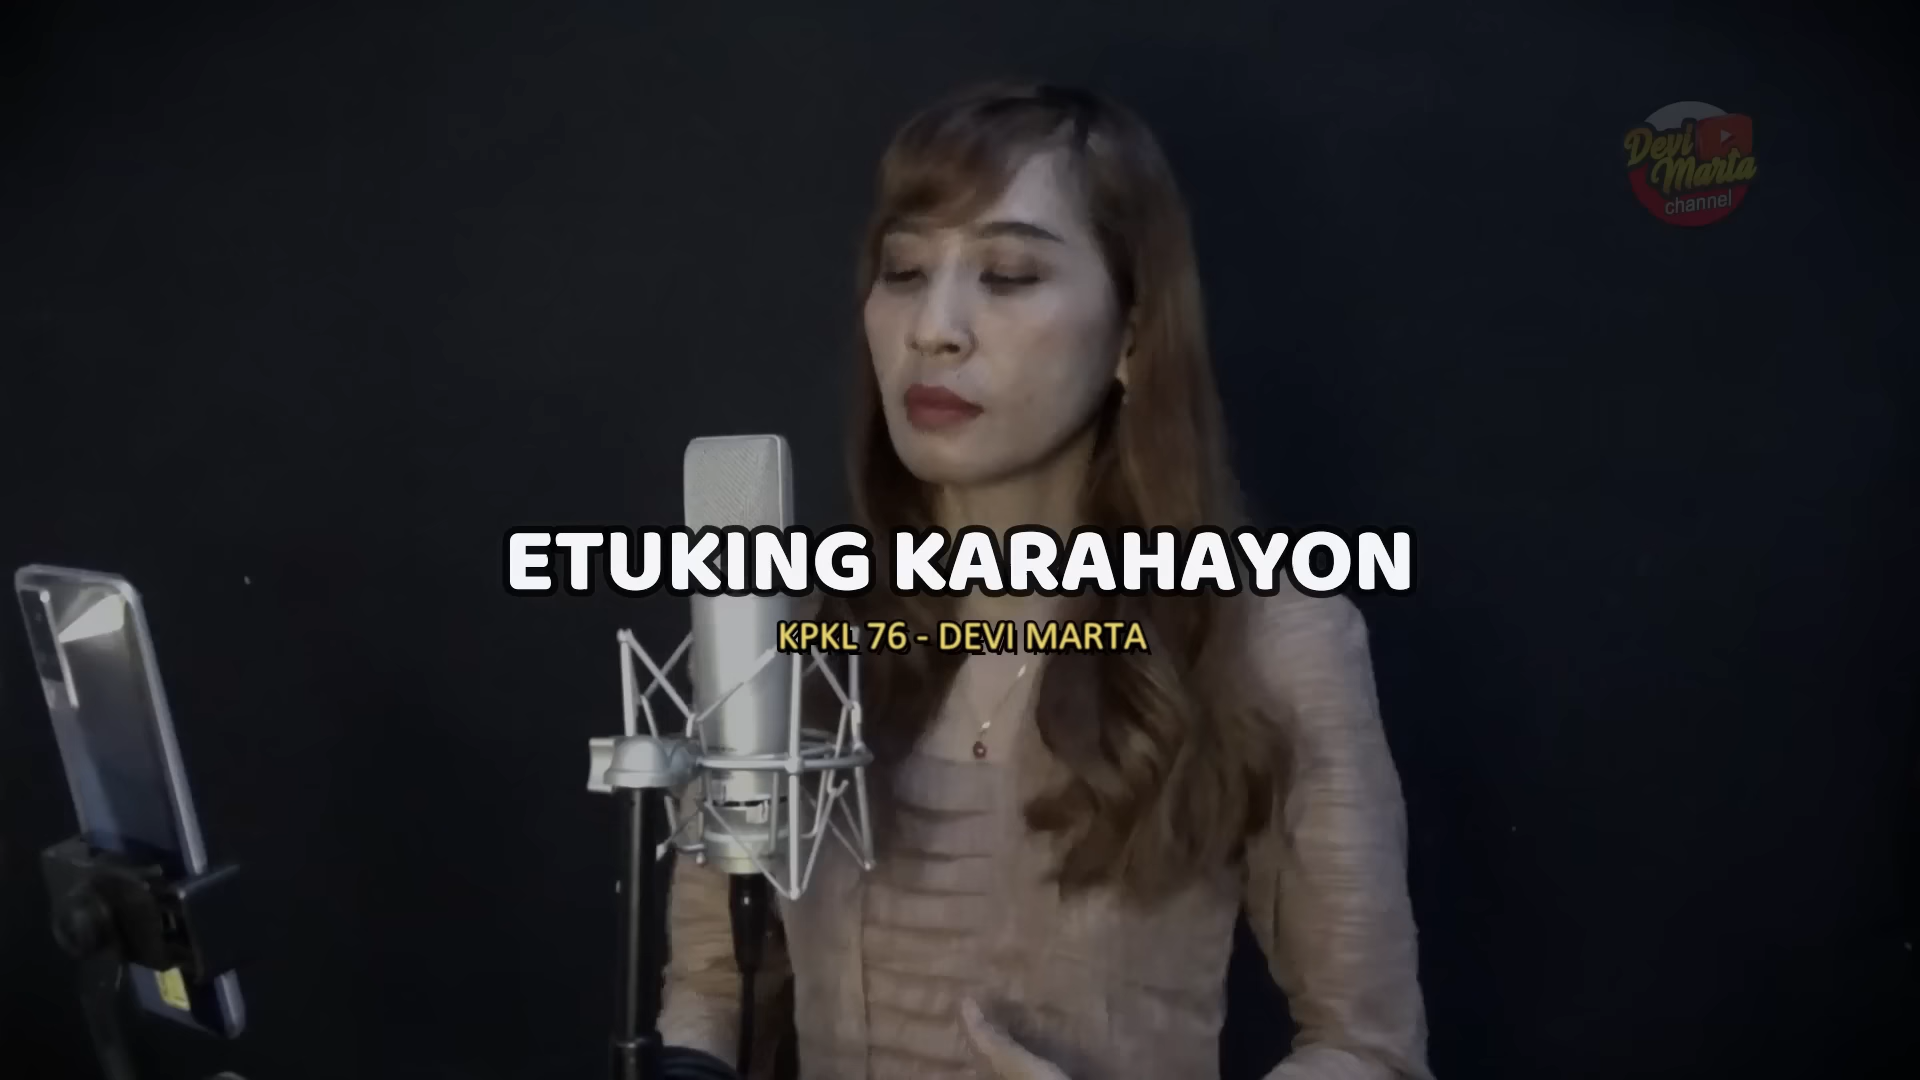 Devi
Marta
channel
ETUKING KARAHAYON
KPKL 76 - DEVI MARTA